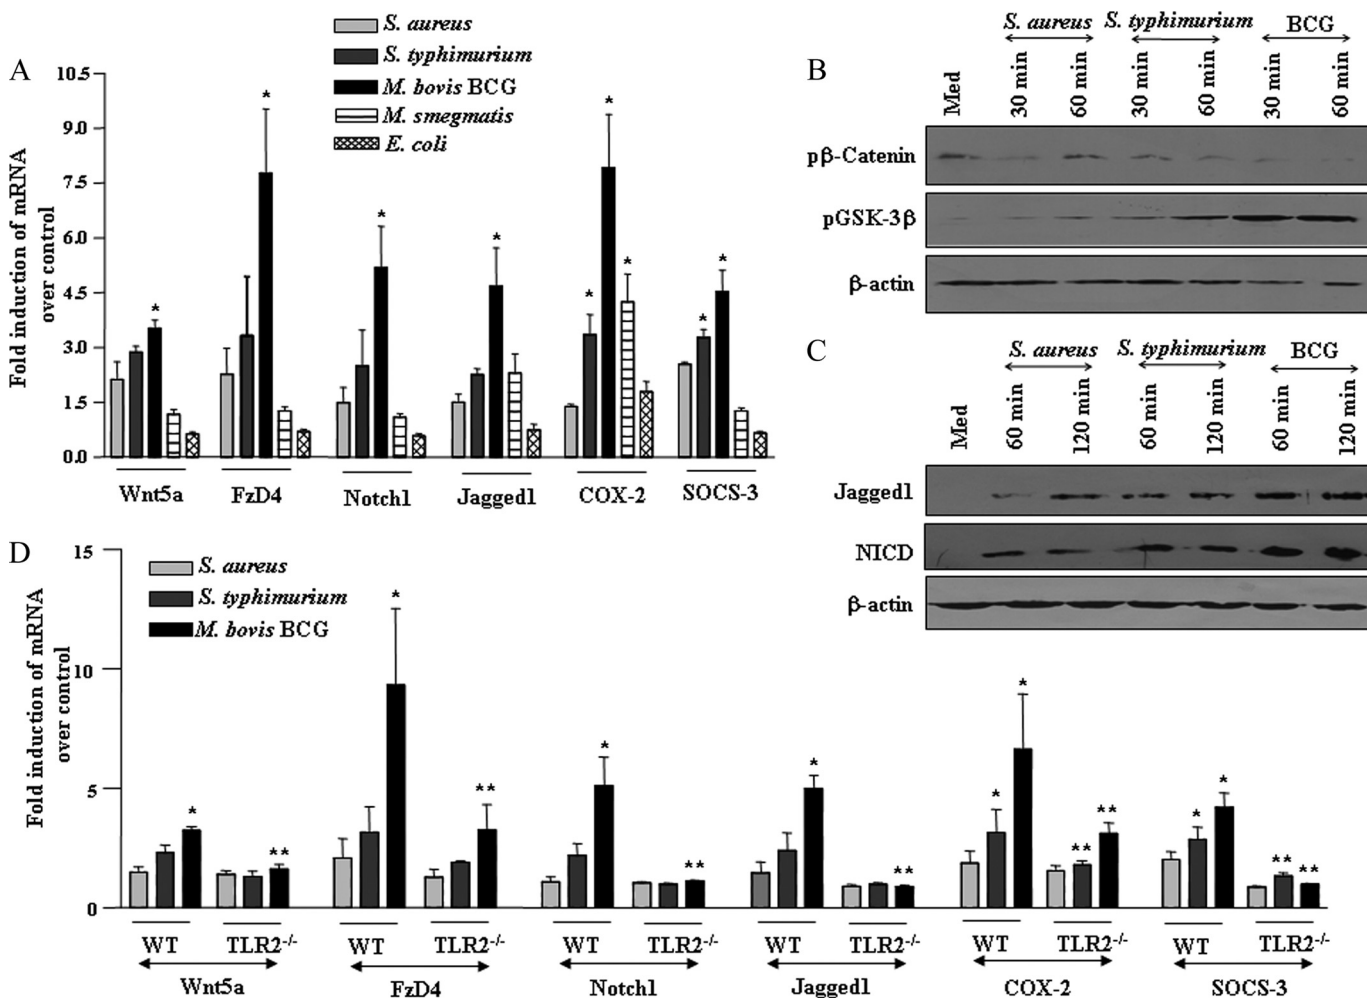 A
S. aureus
S. typhimurium
M. bovis BCG
M. smegmatis
E. coli
Fold induction of mRNA
over control
10.5
9.0
7.5
6.0
4.5
3.0
1.5
0.0
* * * * * * * * *
Wnt5a FzD4 Notch1 Jagged1 COX-2 SOCS-3
B
S. aureus S. typhimurium BCG
Med 30 min 60 min 30 min 60 min 30 min 60 min
pβ-Catenin
pGSK-3β
β-actin
C
S. aureus S. typhimurium BCG
Med 60 min 120 min 60 min 120 min 60 min 120 min
Jagged1
NICD
β-actin
D
S. aureus
S. typhimurium
M. bovis BCG
Fold induction of mRNA
over control
15
10
5
0
* ** * ** * ** * ** * * ** ** * * ** **
WT TLR2-/- WT TLR2-/- WT TLR2-/- WT TLR2-/- WT TLR2-/- WT TLR2-/-
Wnt5a FzD4 Notch1 Jagged1 COX-2 SOCS-3